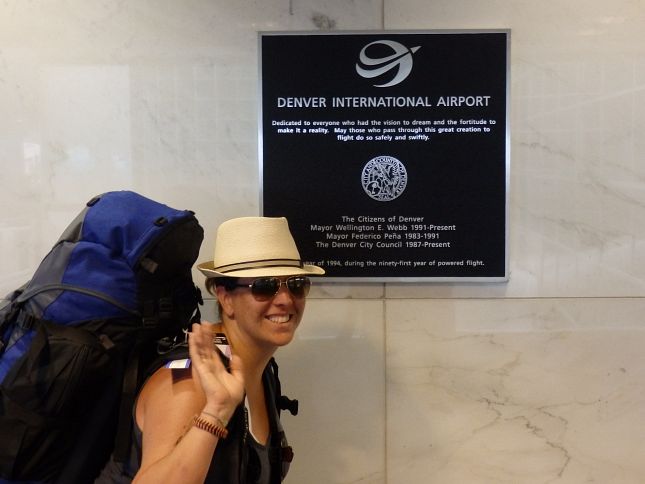 DENVER INTERNATIONAL AIRPORT
Dedicated to everyone who had the vision to dream and the fortitude to
make it a reality. May those who pass through this great creation to
flight do so safely and swiftly.
The Citizens of Denver
Mayor Wellington E. Webb 1991-Present
Mayor Federico Peña 1983-1991
The Denver City Council 1987-Present
of 1994, during the ninety-first year of powered flight.